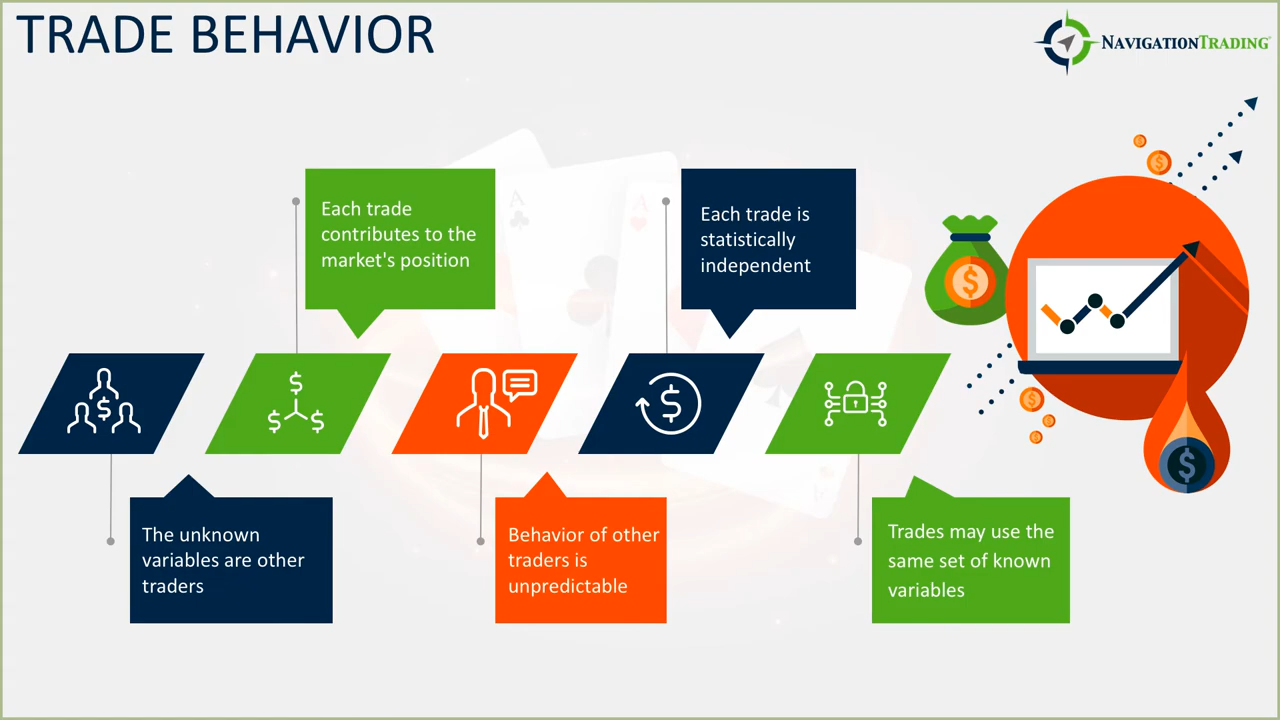 TRADE BEHAVIOR
NAVIGATIONTRADING
Each trade
contributes to the
market's position
Each trade is
statistically
independent
The unknown
variables are other
traders
Behavior of other
traders is
unpredictable
Trades may use the
same set of known
variables